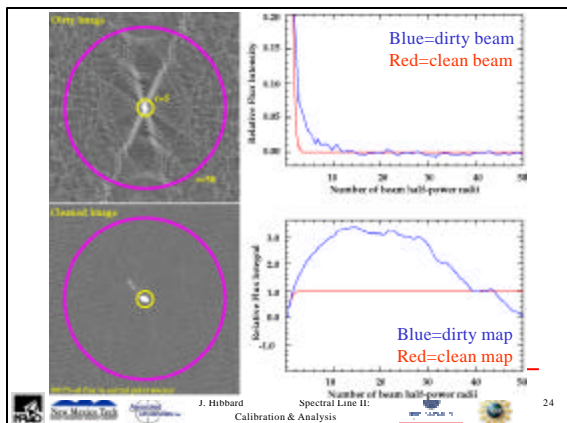 Dirty Image
r=5
r=50
Relative Flux Intensity
0.20
0.15
0.10
0.05
0.00
Blue=dirty beam
Red=clean beam
0 10 20 30 40 50
Number of beam half-power radii
Cleaned Image
Relative Flux Integral
3.0
2.0
1.0
0.0
-1.0
Blue=dirty map
Red=clean map
0 10 20 30 40 50
Number of beam half-power radii
NRAO
New Mexico Tech
J. Hibbard
Spectral Line II:
Calibration & Analysis
24